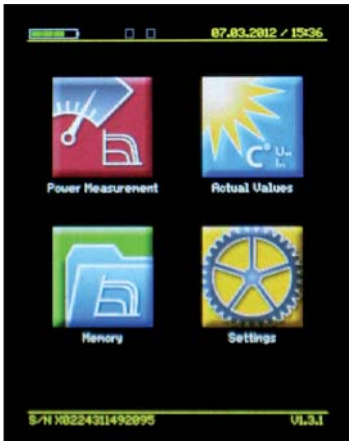 07.03.2012 / 15:36
C° U
Power Measurement
Actual Values
Memory
Settings
S/N X0224311492095
V1.3.1